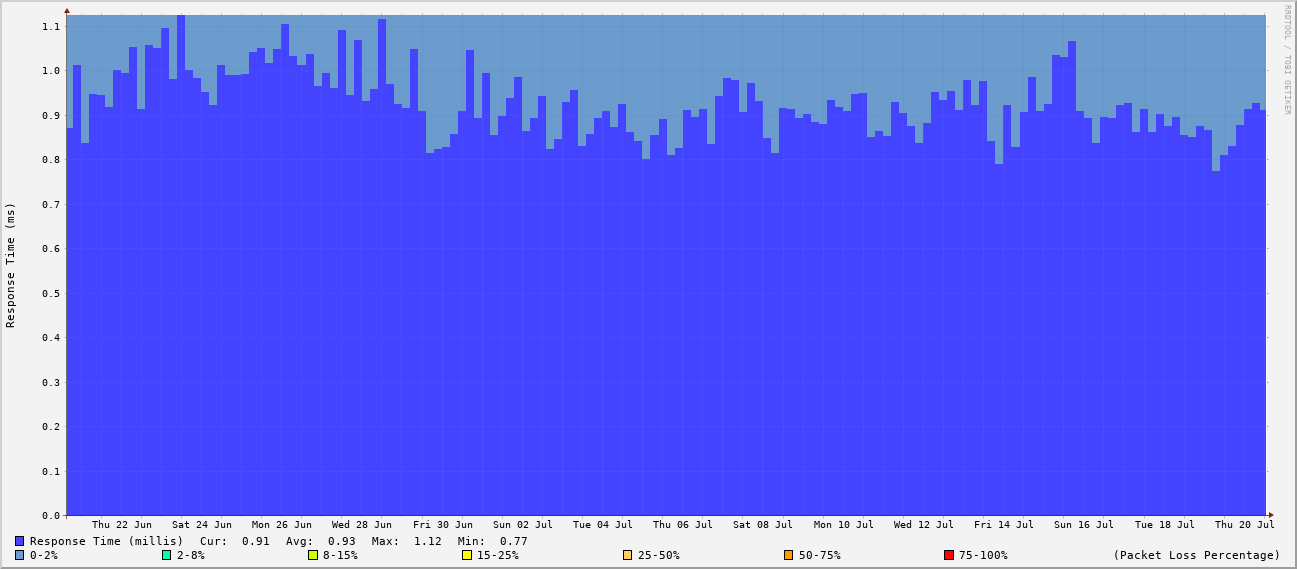 RRDTOOL / TOBI OETIKER
Response Time (ms)
1.1
1.0
0.9
0.8
0.7
0.6
0.5
0.4
0.3
0.2
0.1
0.0
Thu 22 Jun Sat 24 Jun Mon 26 Jun Wed 28 Jun Fri 30 Jun Sun 02 Jul Tue 04 Jul Thu 06 Jul Sat 08 Jul Mon 10 Jul Wed 12 Jul Fri 14 Jul Sun 16 Jul Tue 18 Jul Thu 20 Jul
Response Time (millis) Cur: 0.91 Avg: 0.93 Max: 1.12 Min: 0.77
0-2% 2-8% 8-15% 15-25% 25-50% 50-75% 75-100% (Packet Loss Percentage)